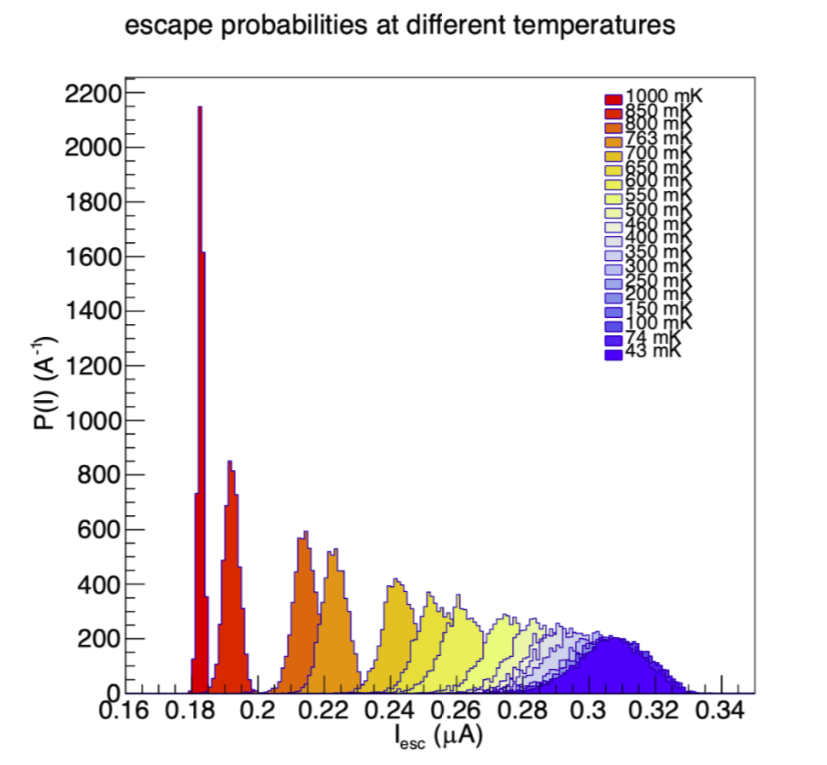 escape probabilities at different temperatures
2200
2000
1800
1600
1400
1200
1000
800
600
400
200
0
P(I) (A⁻¹)
1000 mK
850 mK
800 mK
763 mK
700 mK
650 mK
600 mK
550 mK
500 mK
460 mK
400 mK
350 mK
300 mK
250 mK
200 mK
150 mK
100 mK
74 mK
43 mK
0.16 0.18 0.2 0.22 0.24 0.26 0.28 0.3 0.32 0.34
I_esc (μA)